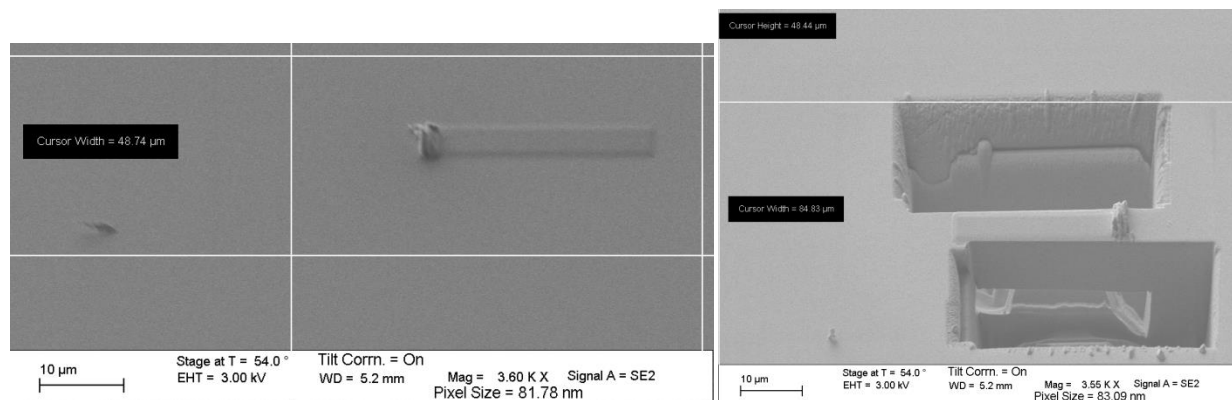 Cursor Width = 48.74 µm
10 µm
Stage at T = 54.0 °
EHT = 3.00 kV
Tilt Corrn. = On
WD = 5.2 mm
Mag = 3.60 K X
Signal A = SE2
Pixel Size = 81.78 nm
Cursor Height = 48.44 µm
Cursor Width = 84.83 µm
10 µm
Stage at T = 54.0 °
EHT = 3.00 kV
Tilt Corrn. = On
WD = 5.2 mm
Mag = 3.55 K X
Signal A = SE2
Pixel Size = 83.09 nm